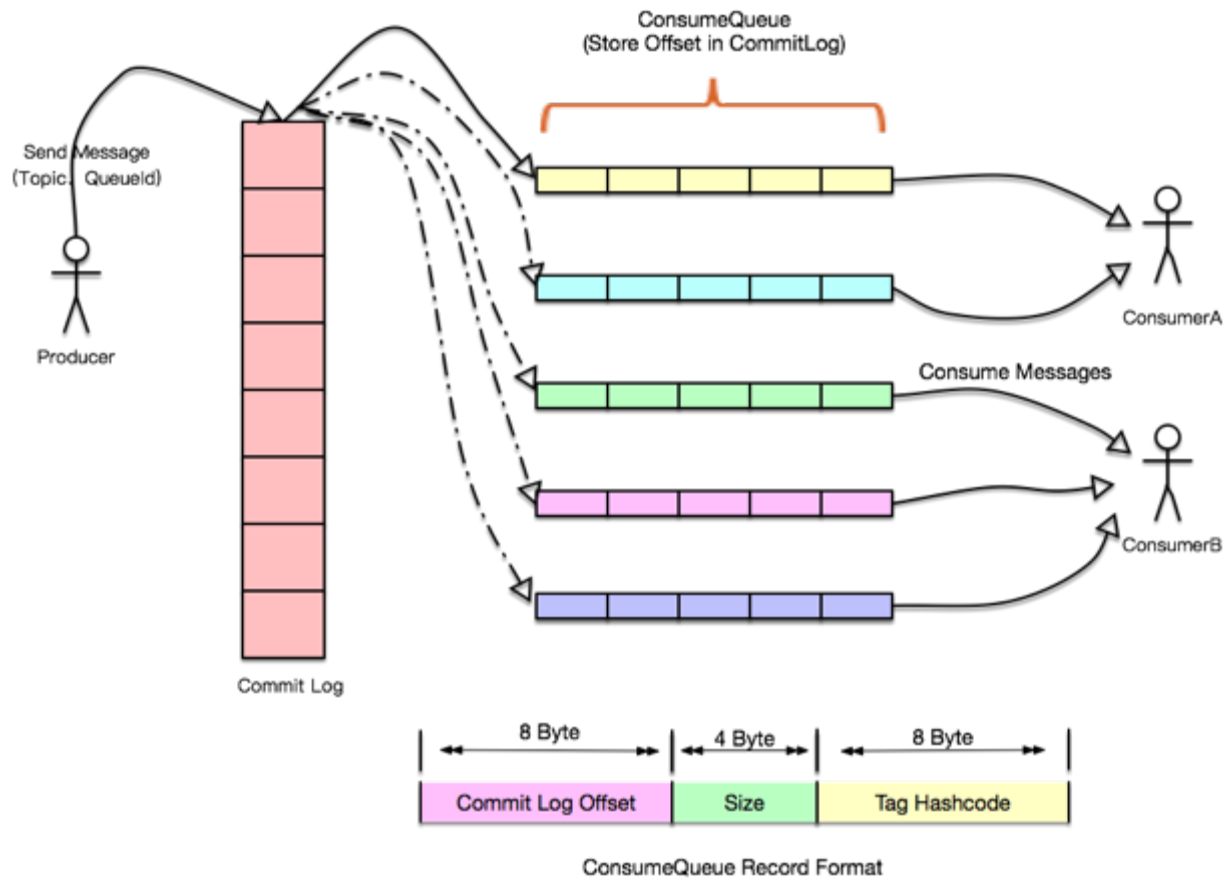 ConsumeQueue
(Store Offset in CommitLog)
Send Message
(Topic. QueueId)
Producer
Commit Log
ConsumerA
Consume Messages
ConsumerB
8 Byte
4 Byte
8 Byte
Commit Log Offset
Size
Tag Hashcode
ConsumeQueue Record Format